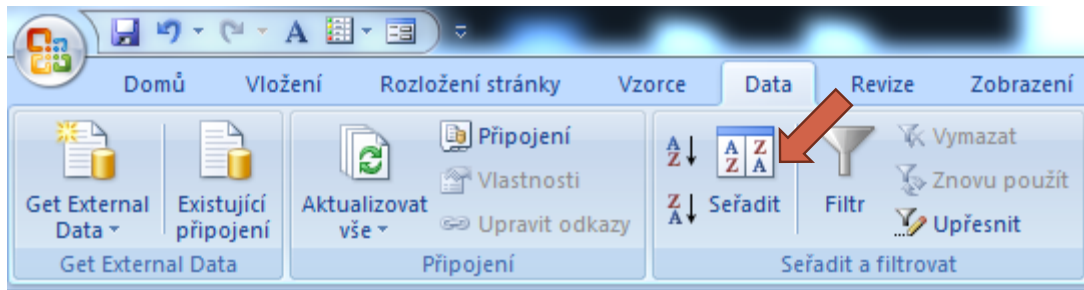 Domů Vložení Rozložení stránky Vzorce Data Revize Zobrazení
Get External
Data
Existující
připojení
Get External Data
Aktualizovat
vše
Připojení
Vlastnosti
Upravit odkazy
Připojení
A
Z
Z
A
A Z
Z A
Seřadit
Filtr
Vymazat
Znovu použít
Upřesnit
Seřadit a filtrovat